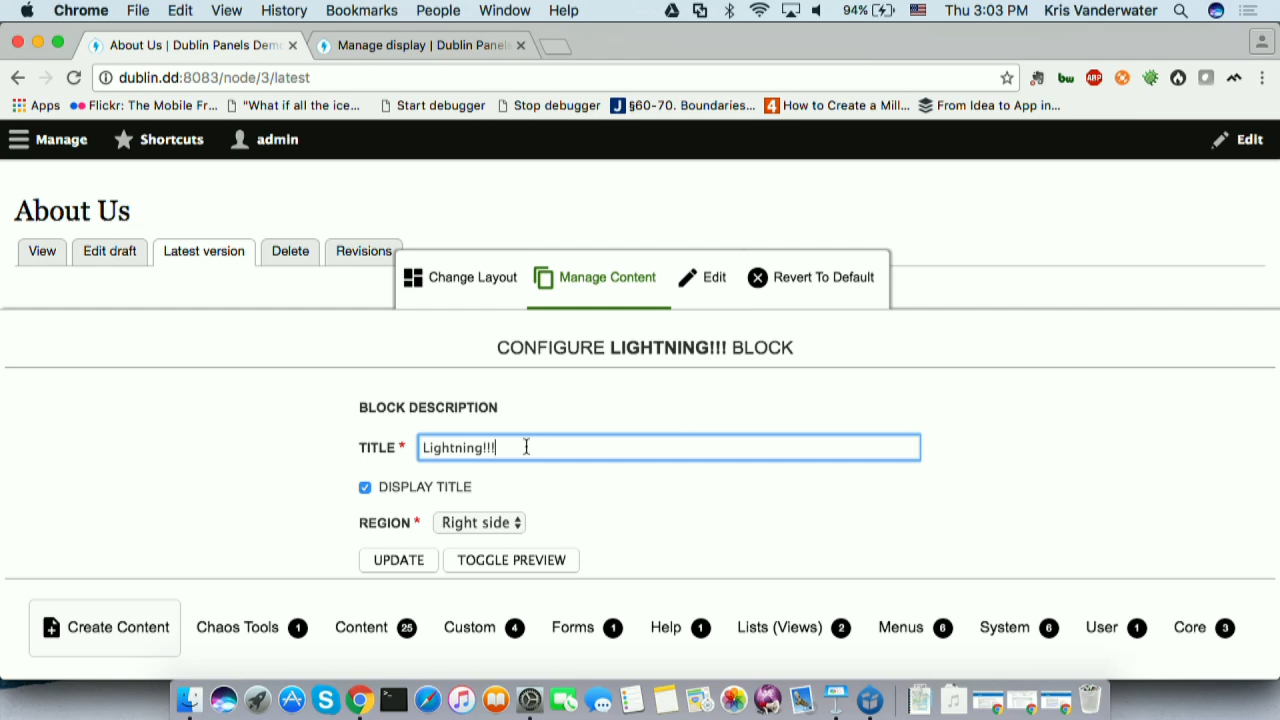 Chrome File Edit View History Bookmarks People Window Help 94% Thu 3:03 PM Kris Vanderwater
About Us | Dublin Panels Dem Manage display | Dublin Panels
dublin.dd:8083/node/3/latest
Apps Flickr: The Mobile Fr... "What if all the ice... Start debugger Stop debugger §60-70. Boundaries... How to Create a Mill... From Idea to App in...
Manage Shortcuts admin Edit
About Us
View Edit draft Latest version Delete Revisions
Change Layout Manage Content Edit Revert To Default
CONFIGURE LIGHTNING!!! BLOCK
BLOCK DESCRIPTION
TITLE * Lightning!!!
DISPLAY TITLE
REGION * Right side
UPDATE TOGGLE PREVIEW
Create Content Chaos Tools 1 Content 25 Custom 4 Forms 1 Help 1 Lists (Views) 2 Menus 6 System 6 User 1 Core 3